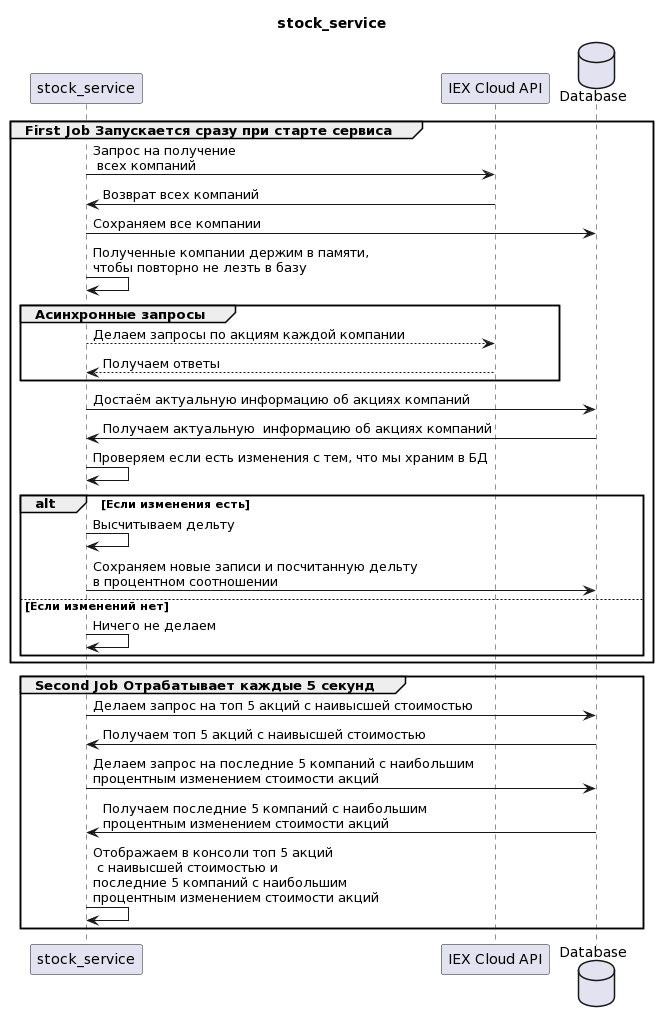 stock_service
stock_service
IEX Cloud API
Database
First Job Запускается сразу при старте сервиса
Запрос на получение
всех компаний
Возврат всех компаний
Сохраняем все компании
Полученные компании держим в памяти,
чтобы повторно не лезть в базу
Асинхронные запросы
Делаем запросы по акциям каждой компании
Получаем ответы
Достаём актуальную информацию об акциях компаний
Получаем актуальную  информацию об акциях компаний
Проверяем если есть изменения с тем, что мы храним в БД
alt [Если изменения есть]
Высчитываем дельту
Сохраняем новые записи и посчитанную дельту
в процентном соотношении
[Если изменений нет]
Ничего не делаем
Second Job Отрабатывает каждые 5 секунд
Делаем запрос на топ 5 акций с наивысшей стоимостью
Получаем топ 5 акций с наивысшей стоимостью
Делаем запрос на последние 5 компаний с наибольшим
процентным изменением стоимости акций
Получаем последние 5 компаний с наибольшим
процентным изменением стоимости акций
Отображаем в консоли топ 5 акций
с наивысшей стоимостью и
последние 5 компаний с наибольшим
процентным изменением стоимости акций
stock_service
IEX Cloud API
Database